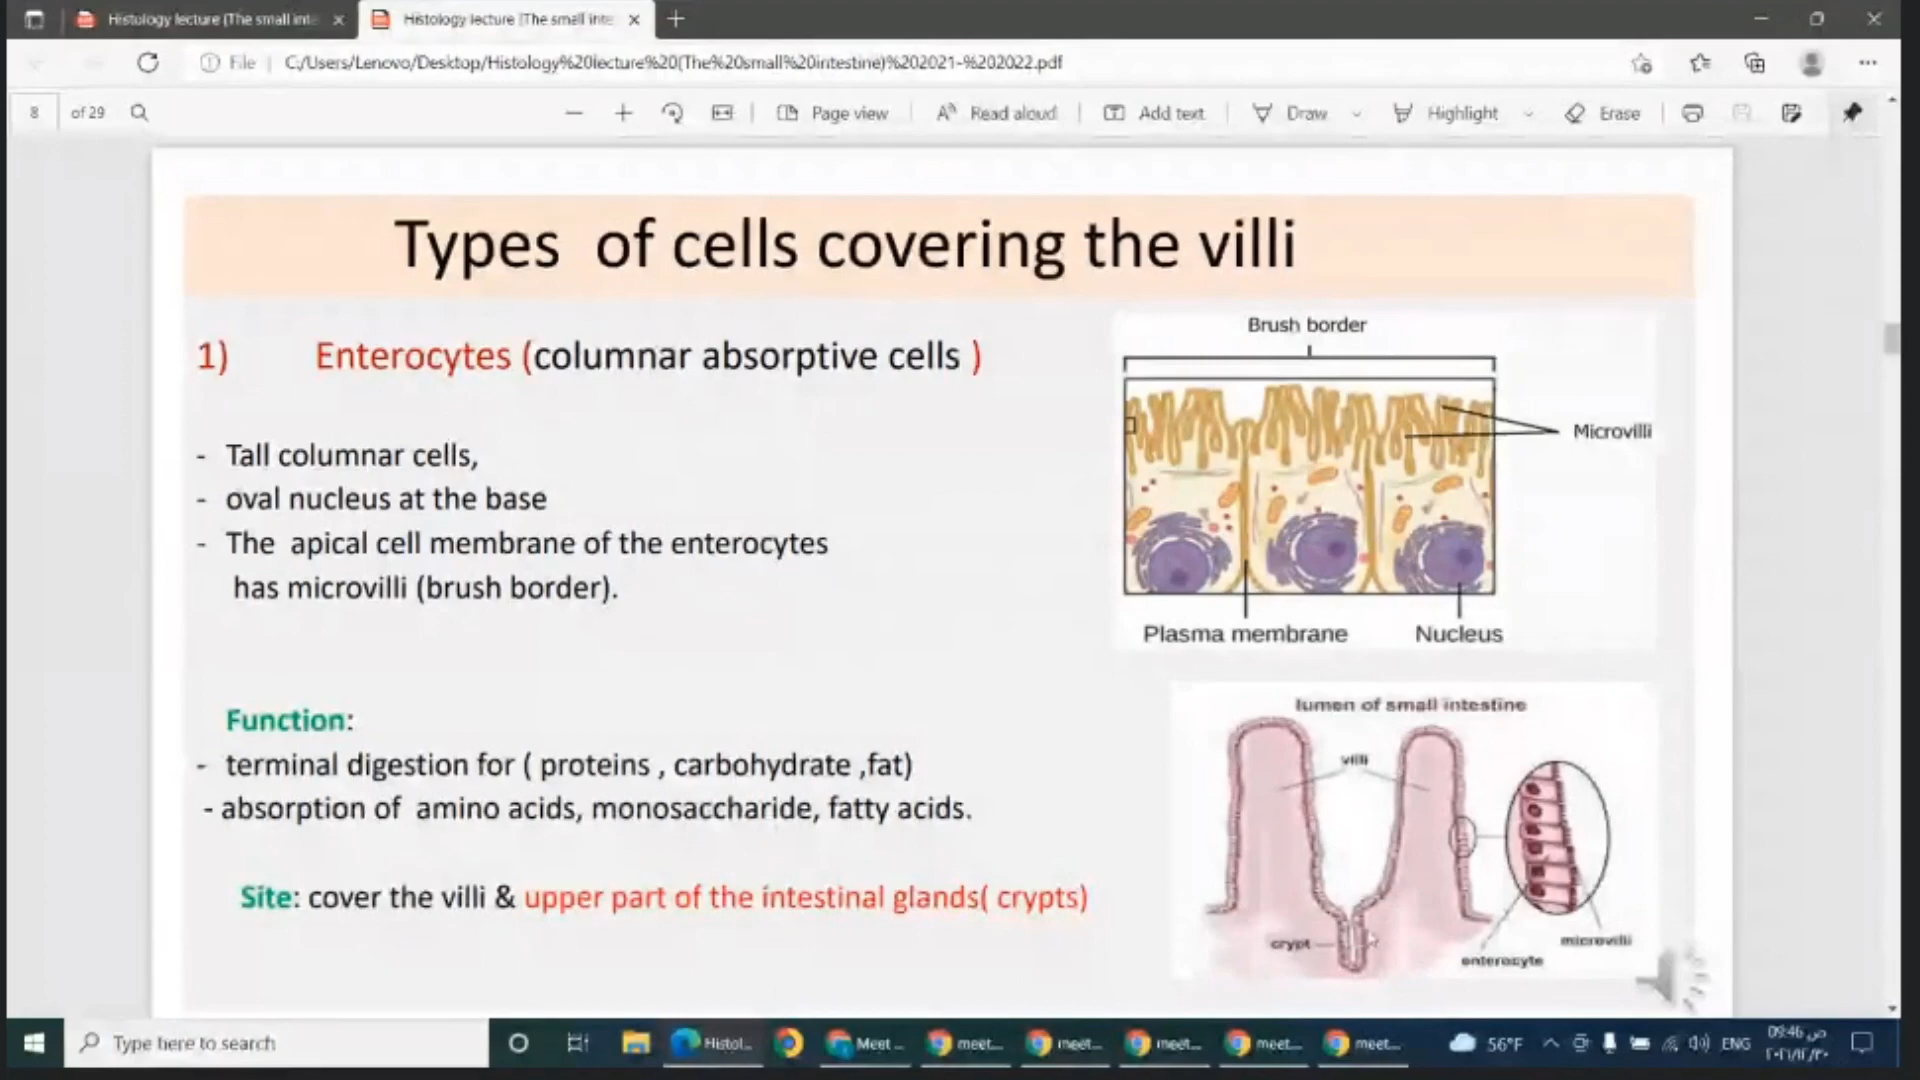 Histology lecture (The small inte
Histology lecture (The small inte
File
C:/Users/Lenovo/Desktop/Histology%20lecture%20(The%20small%20intestine)%202021-%202022.pdf
8 of 29
Page view
Read aloud
Add text
Draw
Highlight
Erase
Types of cells covering the villi
1) Enterocytes (columnar absorptive cells )
- Tall columnar cells,
- oval nucleus at the base
- The apical cell membrane of the enterocytes
has microvilli (brush border).
Function:
- terminal digestion for ( proteins , carbohydrate ,fat)
- absorption of amino acids, monosaccharide, fatty acids.
Site: cover the villi & upper part of the intestinal glands( crypts)
Brush border
Microvilli
Plasma membrane
Nucleus
lumen of small intestine
villi
crypt
microvilli
enterocyte
Type here to search
Histol...
Meet ...
meet...
meet...
meet...
meet...
meet...
56°F
ENG
09:46 ص